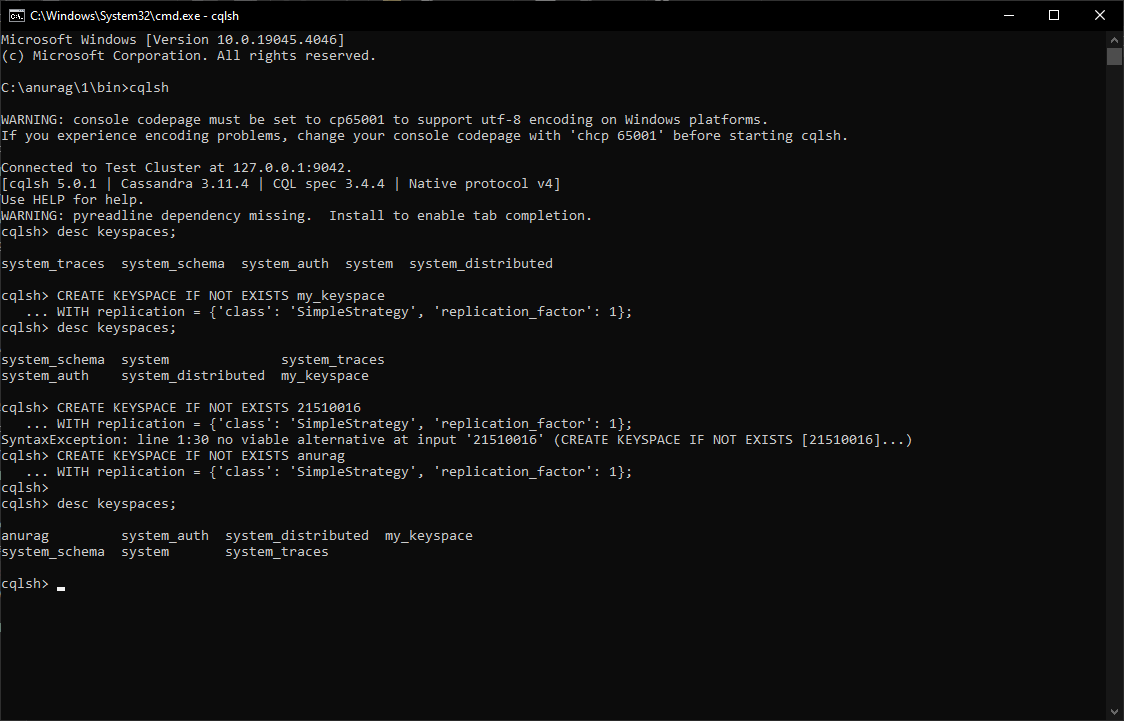 C:\Windows\System32\cmd.exe - cqlsh
Microsoft Windows [Version 10.0.19045.4046]
(c) Microsoft Corporation. All rights reserved.
C:\anurag\1\bin>cqlsh
WARNING: console codepage must be set to cp65001 to support utf-8 encoding on Windows platforms.
If you experience encoding problems, change your console codepage with 'chcp 65001' before starting cqlsh.
Connected to Test Cluster at 127.0.0.1:9042.
[cqlsh 5.0.1 | Cassandra 3.11.4 | CQL spec 3.4.4 | Native protocol v4]
Use HELP for help.
WARNING: pyreadline dependency missing.  Install to enable tab completion.
cqlsh> desc keyspaces;
system_traces  system_schema  system_auth  system  system_distributed
cqlsh> CREATE KEYSPACE IF NOT EXISTS my_keyspace
   ... WITH replication = {'class': 'SimpleStrategy', 'replication_factor': 1};
cqlsh> desc keyspaces;
system_schema  system              system_traces
system_auth    system_distributed  my_keyspace
cqlsh> CREATE KEYSPACE IF NOT EXISTS 21510016
   ... WITH replication = {'class': 'SimpleStrategy', 'replication_factor': 1};
SyntaxException: line 1:30 no viable alternative at input '21510016' (CREATE KEYSPACE IF NOT EXISTS [21510016]...)
cqlsh> CREATE KEYSPACE IF NOT EXISTS anurag
   ... WITH replication = {'class': 'SimpleStrategy', 'replication_factor': 1};
cqlsh>
cqlsh> desc keyspaces;
anurag         system_auth  system_distributed  my_keyspace
system_schema  system       system_traces
cqlsh>